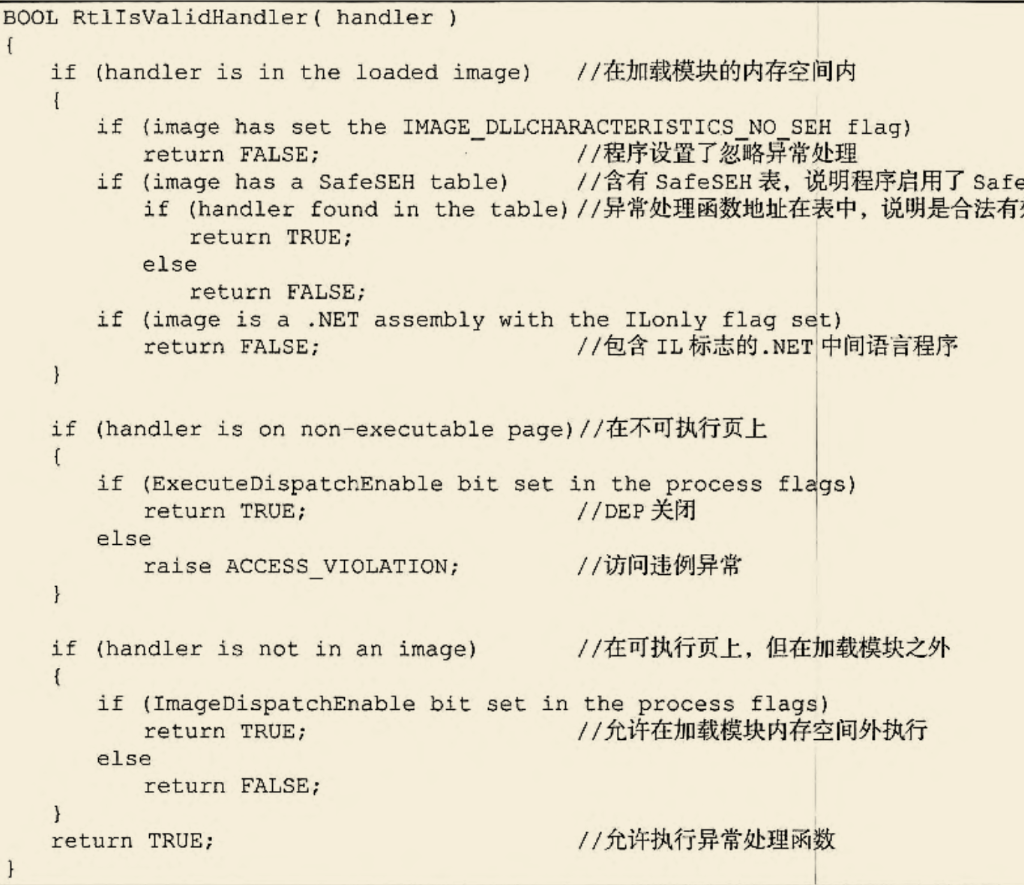 BOOL RtlIsValidHandler( handler )
{
if (handler is in the loaded image) //在加载模块的内存空间内
{
if (image has set the IMAGE_DLLCHARACTERISTICS_NO_SEH flag)
return FALSE; //程序设置了忽略异常处理
if (image has a SafeSEH table) //含有 SafeSEH 表，说明程序启用了 Safe
if (handler found in the table)//异常处理函数地址在表中，说明是合法有
return TRUE;
else
return FALSE;
if (image is a .NET assembly with the ILonly flag set)
return FALSE; //包含 IL 标志的.NET 中间语言程序
}
if (handler is on non-executable page)//在不可执行页上
{
if (ExecuteDispatchEnable bit set in the process flags)
return TRUE; //DEP 关闭
else
raise ACCESS_VIOLATION; //访问违例异常
}
if (handler is not in an image) //在可执行页上，但在加载模块之外
{
if (ImageDispatchEnable bit set in the process flags)
return TRUE; //允许在加载模块内存空间外执行
else
return FALSE;
}
return TRUE; //允许执行异常处理函数
}